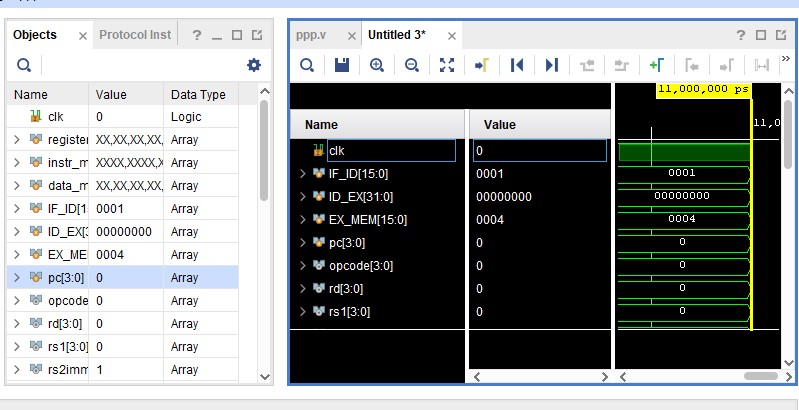 Objects
Protocol Inst
Name Value Data Type
clk 0 Logic
register XX,XX,XX,XX, Array
instr_m XXXX,XXXX,X Array
data_m XX,XX,XX,XX, Array
IF_ID[1 0001 Array
ID_EX[ 00000000 Array
EX_ME 0004 Array
pc[3:0] 0 Array
opcode 0 Array
rd[3:0] 0 Array
rs1[3:0] 0 Array
rs2imm 1 Array
ppp.v Untitled 3*
11,000,000 ps
11,0
Name Value
clk 0
IF_ID[15:0] 0001 0001
ID_EX[31:0] 00000000 00000000
EX_MEM[15:0] 0004 0004
pc[3:0] 0 0
opcode[3:0] 0 0
rd[3:0] 0 0
rs1[3:0] 0 0